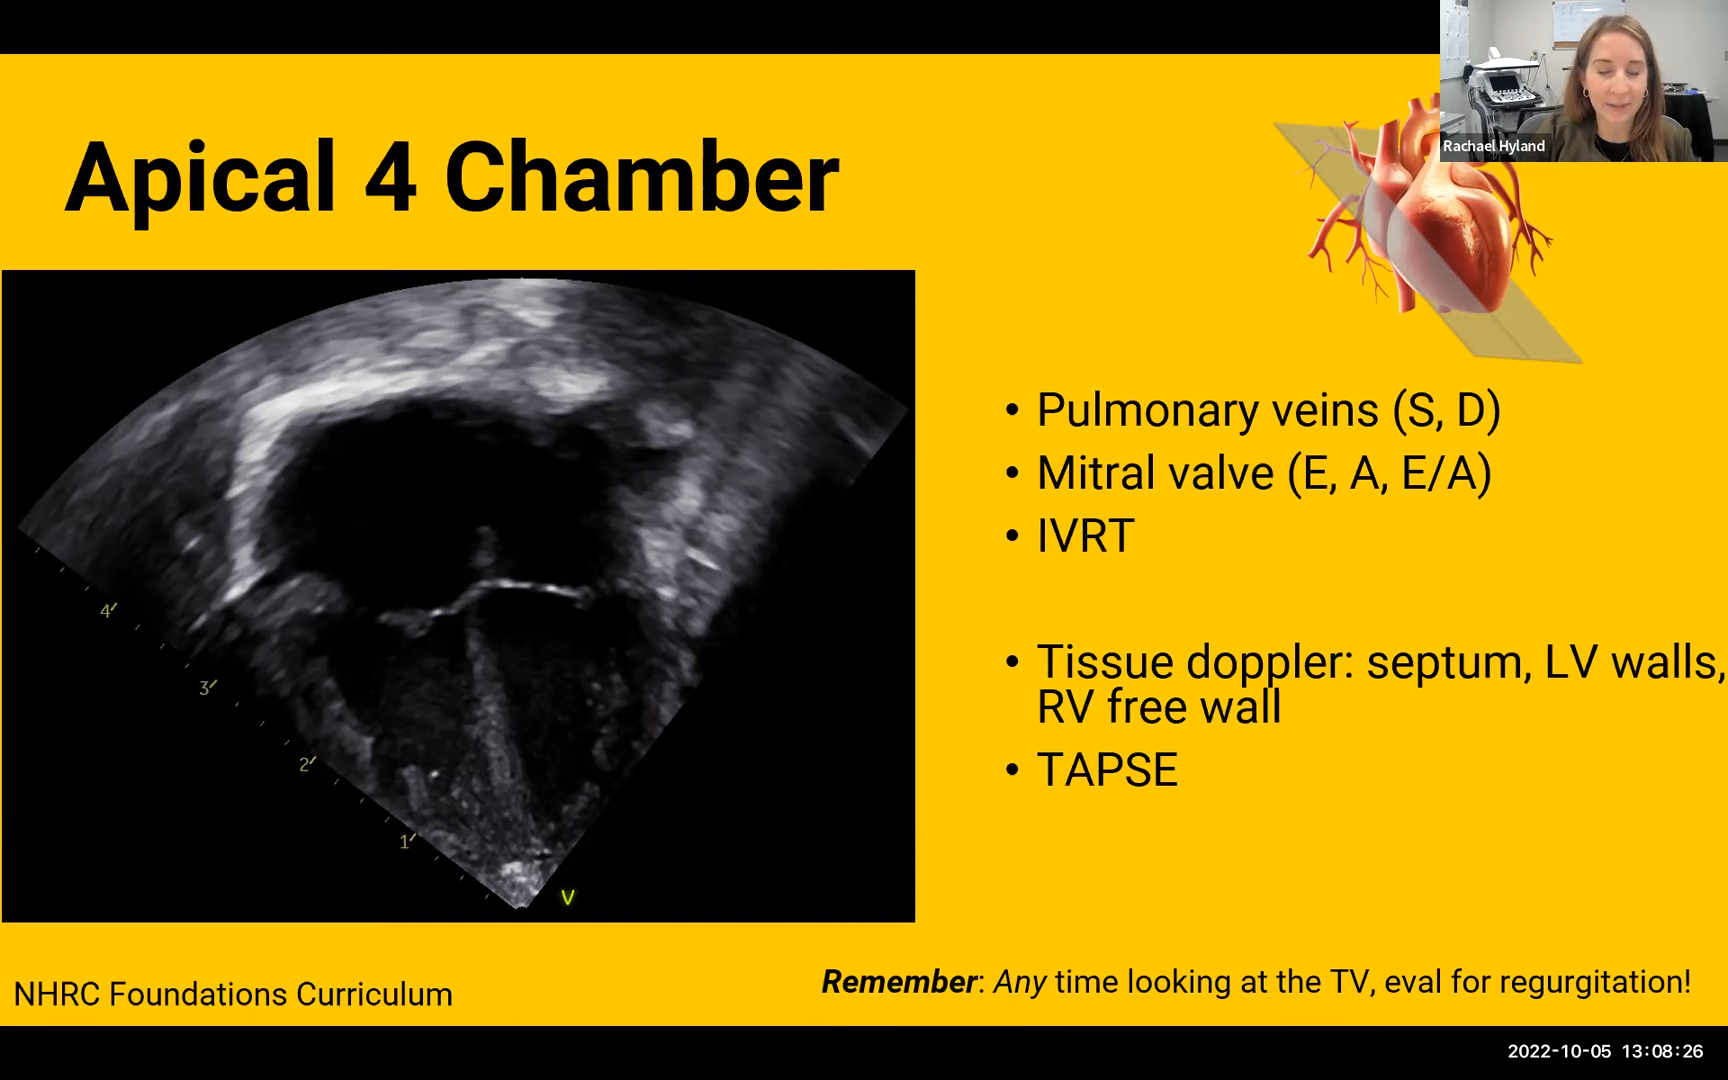 Rachael Hyland
Apical 4 Chamber
• Pulmonary veins (S, D)
• Mitral valve (E, A, E/A)
• IVRT
• Tissue doppler: septum, LV walls,
RV free wall
• TAPSE
4
3
2
1
V
Remember: Any time looking at the TV, eval for regurgitation!
NHRC Foundations Curriculum
2022-10-05 13:08:26